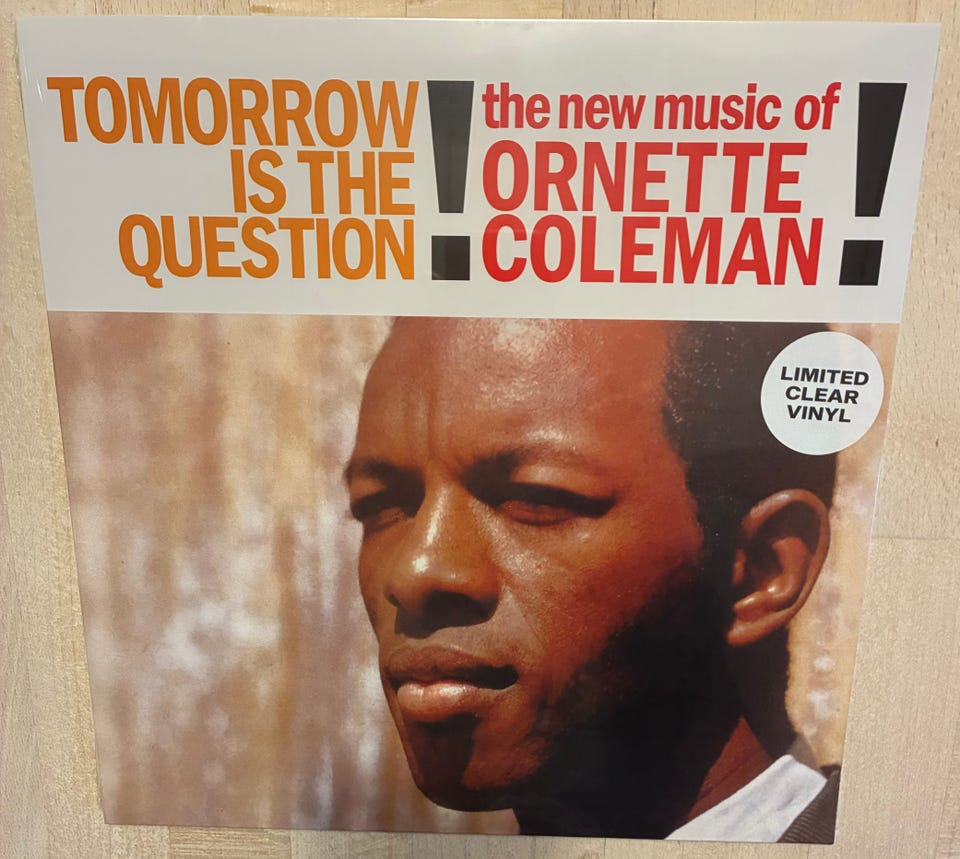 TOMORROW
IS THE
QUESTION!
the new music of
ORNETTE
COLEMAN!
LIMITED
CLEAR
VINYL